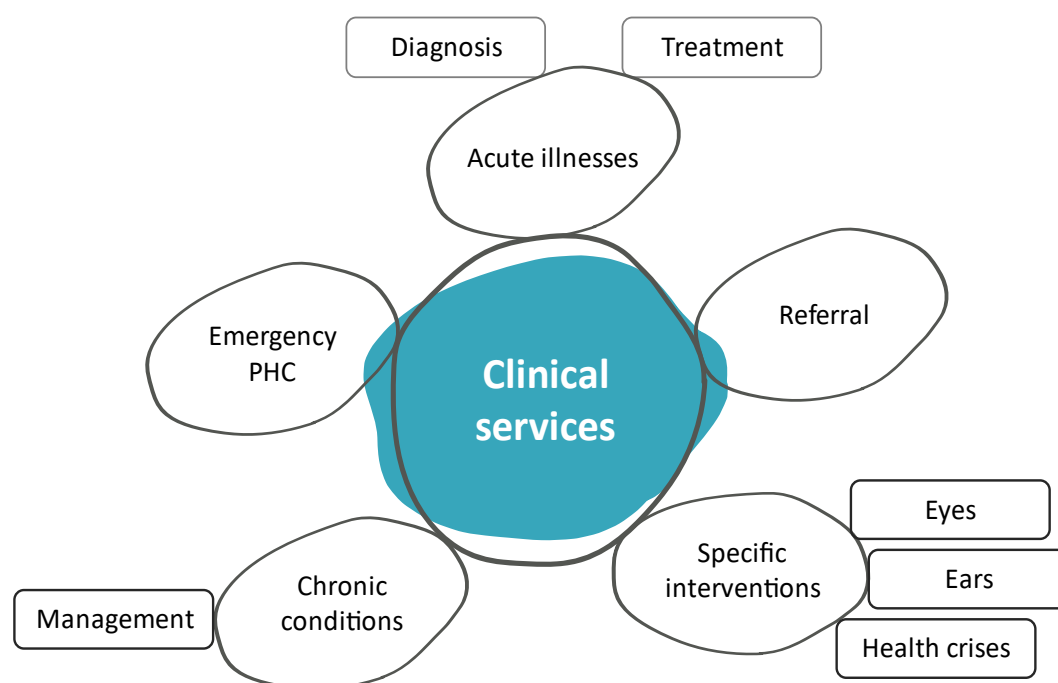 Diagnosis
Treatment
Acute illnesses
Referral
Emergency
PHC
Clinical
services
Eyes
Specific
interventions
Ears
Chronic
conditions
Management
Health crises